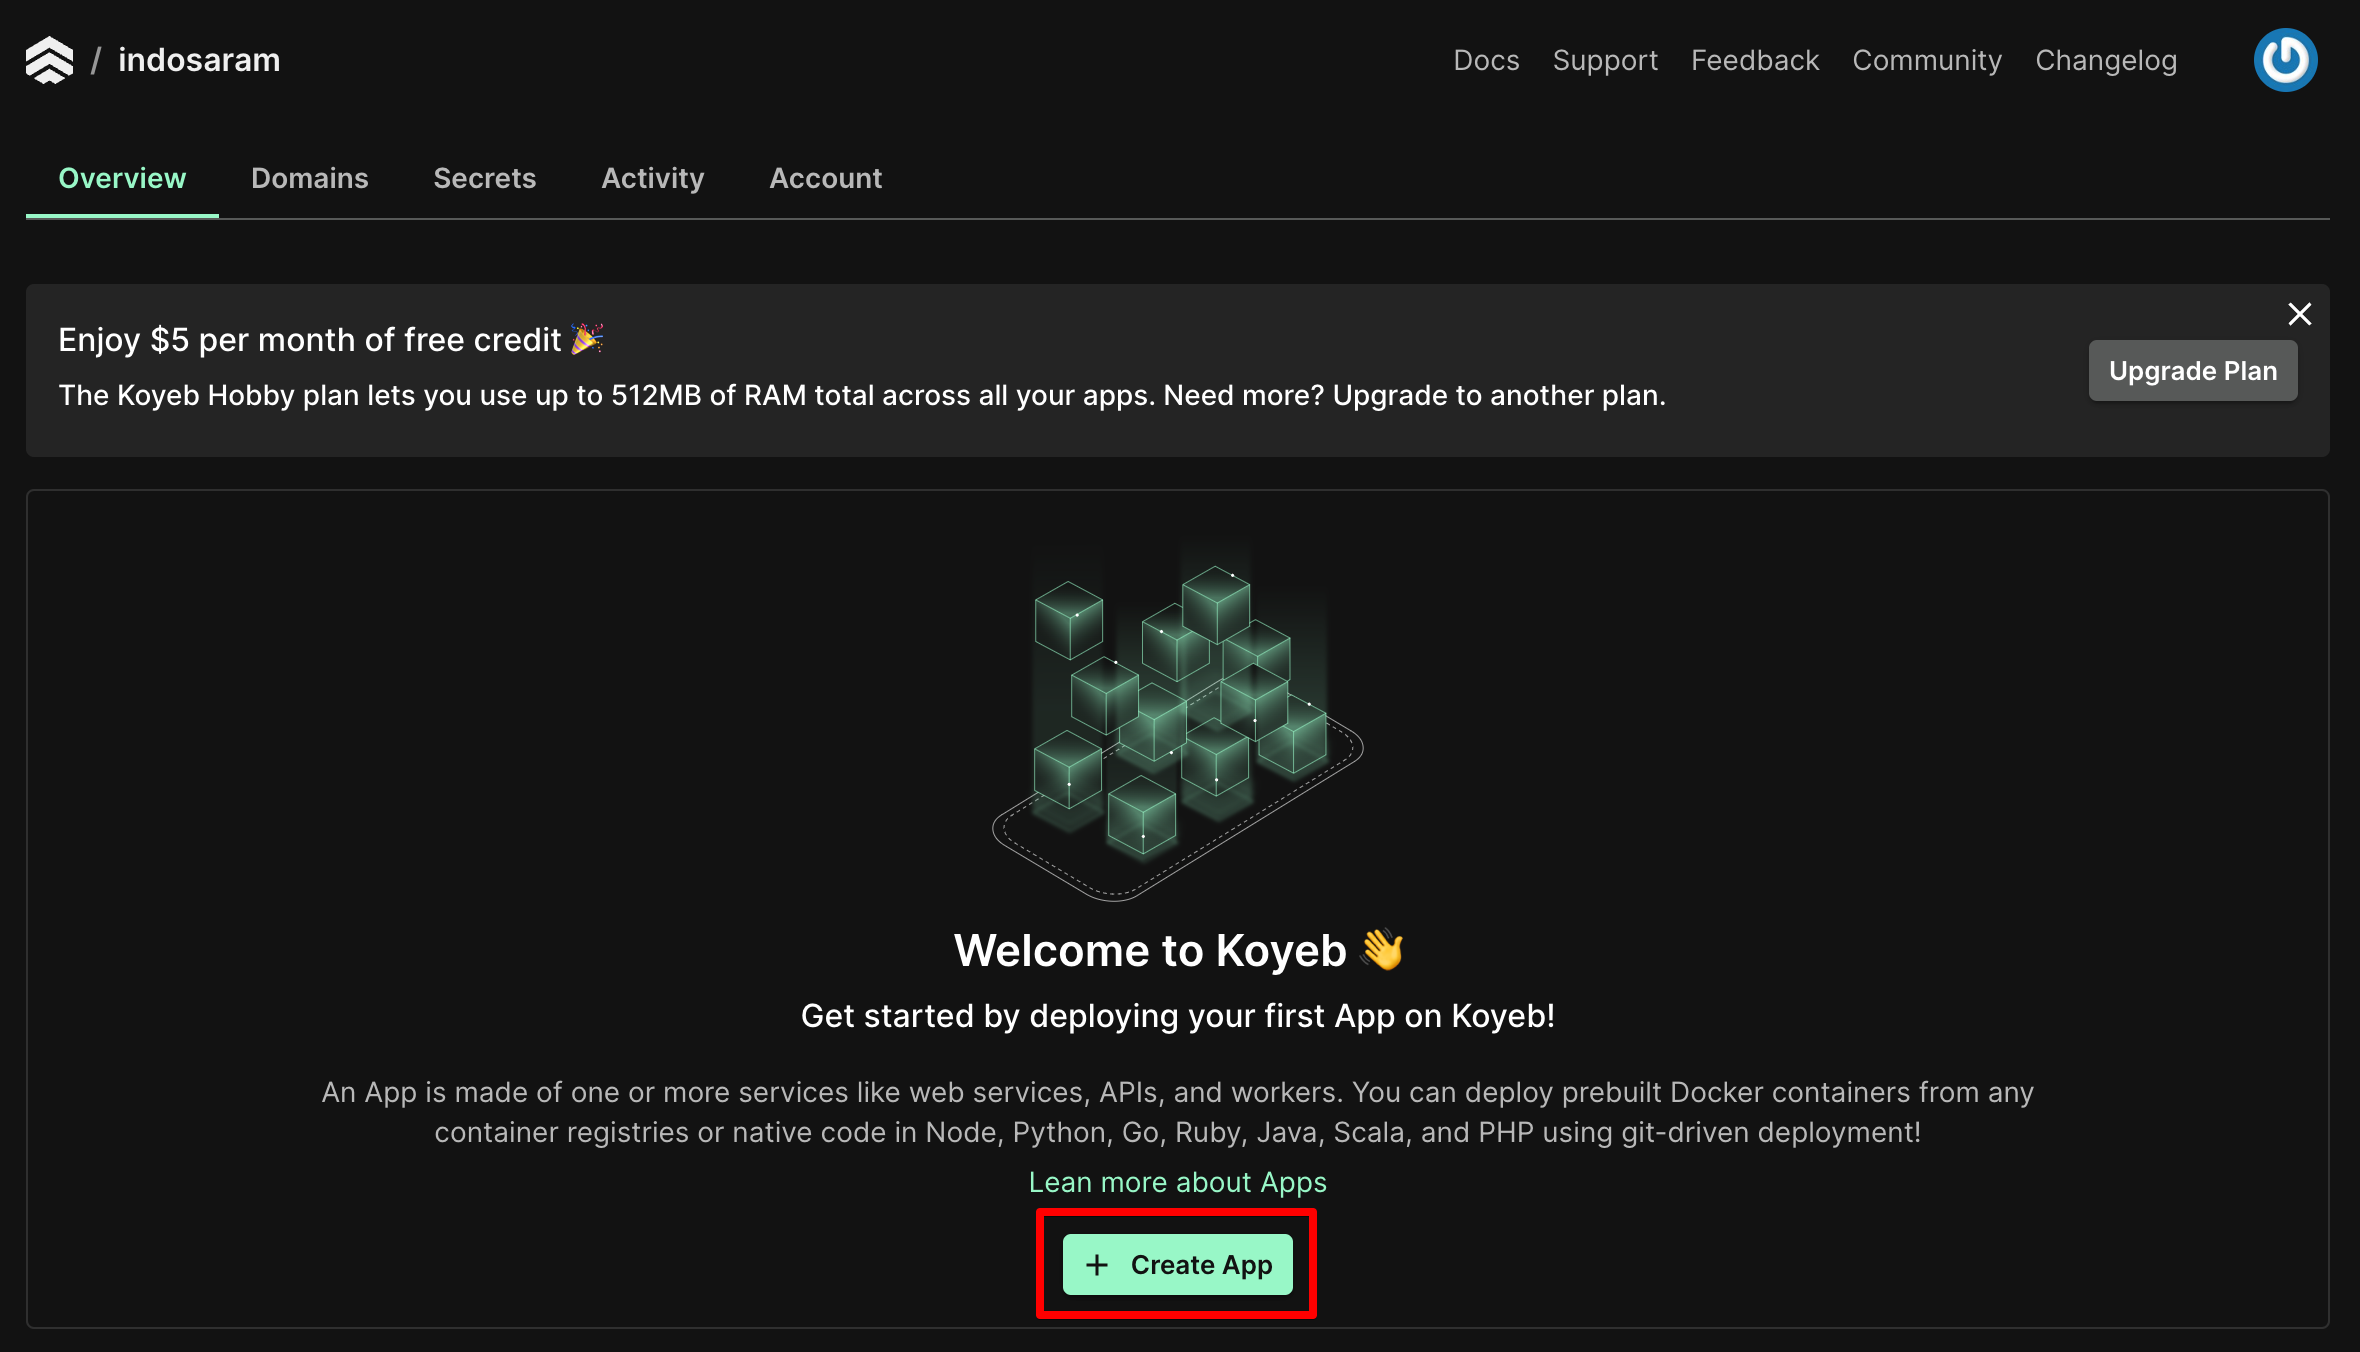 / indosaram
Docs Support Feedback Community Changelog
Overview Domains Secrets Activity Account
Enjoy $5 per month of free credit 🎉
The Koyeb Hobby plan lets you use up to 512MB of RAM total across all your apps. Need more? Upgrade to another plan.
Upgrade Plan
Welcome to Koyeb 👋
Get started by deploying your first App on Koyeb!
An App is made of one or more services like web services, APIs, and workers. You can deploy prebuilt Docker containers from any
container registries or native code in Node, Python, Go, Ruby, Java, Scala, and PHP using git-driven deployment!
Lean more about Apps
+ Create App